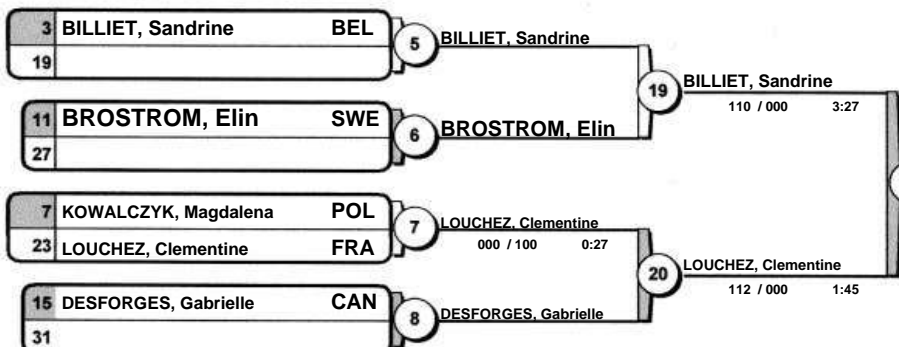 3 BILLIET, Sandrine BEL
19
5 BILLIET, Sandrine
11 BROSTROM, Elin SWE
27
6 BROSTROM, Elin
19 BILLIET, Sandrine
110 / 000 3:27
7 KOWALCZYK, Magdalena POL
23 LOUCHEZ, Clementine FRA
7 LOUCHEZ, Clementine
000 / 100 0:27
15 DESFORGES, Gabrielle CAN
31
8 DESFORGES, Gabrielle
20 LOUCHEZ, Clementine
112 / 000 1:45